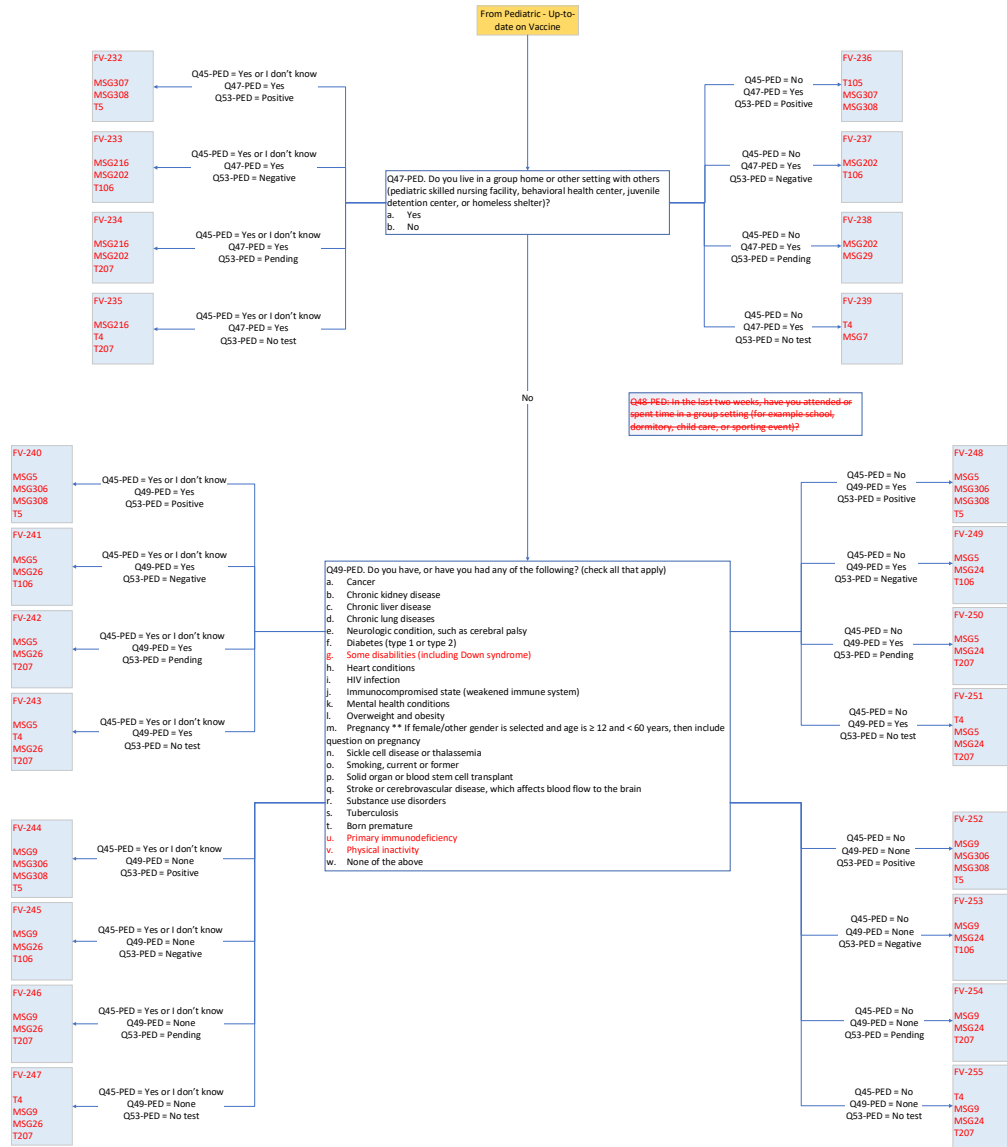 From Pediatric - Up-to-
date on Vaccine
FV-232
MSG307
MSG308
T5
Q45-PED = Yes or I don't know
Q47-PED = Yes
Q53-PED = Positive
FV-233
MSG216
MSG202
T106
Q45-PED = Yes or I don't know
Q47-PED = Yes
Q53-PED = Negative
FV-234
MSG216
MSG202
T207
Q45-PED = Yes or I don't know
Q47-PED = Yes
Q53-PED = Pending
FV-235
MSG216
T4
T207
Q45-PED = Yes or I don't know
Q47-PED = Yes
Q53-PED = No test
Q47-PED. Do you live in a group home or other setting with others
(pediatric skilled nursing facility, behavioral health center, juvenile
detention center, or homeless shelter)?
a. Yes
b. No
Q45-PED = No
Q47-PED = Yes
Q53-PED = Positive
FV-236
T105
MSG307
MSG308
Q45-PED = No
Q47-PED = Yes
Q53-PED = Negative
FV-237
MSG202
T106
Q45-PED = No
Q47-PED = Yes
Q53-PED = Pending
FV-238
MSG202
MSG29
Q45-PED = No
Q47-PED = Yes
Q53-PED = No test
FV-239
T4
MSG7
No
Q48-PED: In the last two weeks, have you attended or
spent time in a group setting (for example school,
dormitory, child care, or sporting event)?
FV-240
MSG5
MSG306
MSG308
T5
Q45-PED = Yes or I don't know
Q49-PED = Yes
Q53-PED = Positive
FV-241
MSG5
MSG26
T106
Q45-PED = Yes or I don't know
Q49-PED = Yes
Q53-PED = Negative
FV-242
MSG5
MSG26
T207
Q45-PED = Yes or I don't know
Q49-PED = Yes
Q53-PED = Pending
FV-243
MSG5
T4
MSG26
T207
Q45-PED = Yes or I don't know
Q49-PED = Yes
Q53-PED = No test
FV-244
MSG9
MSG306
MSG308
T5
Q45-PED = Yes or I don't know
Q49-PED = None
Q53-PED = Positive
FV-245
MSG9
MSG26
T106
Q45-PED = Yes or I don't know
Q49-PED = None
Q53-PED = Negative
FV-246
MSG9
MSG26
T207
Q45-PED = Yes or I don't know
Q49-PED = None
Q53-PED = Pending
FV-247
T4
MSG9
MSG26
T207
Q45-PED = Yes or I don't know
Q49-PED = None
Q53-PED = No test
Q49-PED. Do you have, or have you had any of the following? (check all that apply)
a. Cancer
b. Chronic kidney disease
c. Chronic liver disease
d. Chronic lung diseases
e. Neurologic condition, such as cerebral palsy
f. Diabetes (type 1 or type 2)
g. Some disabilities (including Down syndrome)
h. Heart conditions
i. HIV infection
j. Immunocompromised state (weakened immune system)
k. Mental health conditions
l. Overweight and obesity
m. Pregnancy ** If female/other gender is selected and age is ≥ 12 and < 60 years, then include
question on pregnancy
n. Sickle cell disease or thalassemia
o. Smoking, current or former
p. Solid organ or blood stem cell transplant
q. Stroke or cerebrovascular disease, which affects blood flow to the brain
r. Substance use disorders
s. Tuberculosis
t. Born premature
u. Primary immunodeficiency
v. Physical inactivity
w. None of the above
Q45-PED = No
Q49-PED = Yes
Q53-PED = Positive
FV-248
MSG5
MSG306
MSG308
T5
Q45-PED = No
Q49-PED = Yes
Q53-PED = Negative
FV-249
MSG5
MSG24
T106
Q45-PED = No
Q49-PED = Yes
Q53-PED = Pending
FV-250
MSG5
MSG24
T207
Q45-PED = No
Q49-PED = Yes
Q53-PED = No test
FV-251
T4
MSG5
MSG24
T207
Q45-PED = No
Q49-PED = None
Q53-PED = Positive
FV-252
MSG9
MSG306
MSG308
T5
Q45-PED = No
Q49-PED = None
Q53-PED = Negative
FV-253
MSG9
MSG24
T106
Q45-PED = No
Q49-PED = None
Q53-PED = Pending
FV-254
MSG9
MSG24
T207
Q45-PED = No
Q49-PED = None
Q53-PED = No test
FV-255
T4
MSG9
MSG24
T207